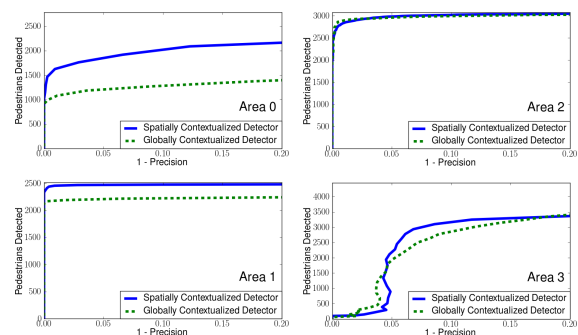 Pedestrians Detected
2500
2000
1500
1000
500
0
0.00 0.05 0.10 0.15 0.20
1 - Precision
Area 0
Spatially Contextualized Detector
Globally Contextualized Detector
Pedestrians Detected
3000
2500
2000
1500
1000
500
0
0.00 0.05 0.10 0.15 0.20
1 - Precision
Area 2
Spatially Contextualized Detector
Globally Contextualized Detector
Pedestrians Detected
2500
2000
1500
1000
500
0
0.00 0.05 0.10 0.15 0.20
1 - Precision
Area 1
Spatially Contextualized Detector
Globally Contextualized Detector
Pedestrians Detected
4000
3500
3000
2500
2000
1500
1000
500
0
0.00 0.05 0.10 0.15 0.20
1 - Precision
Area 3
Spatially Contextualized Detector
Globally Contextualized Detector